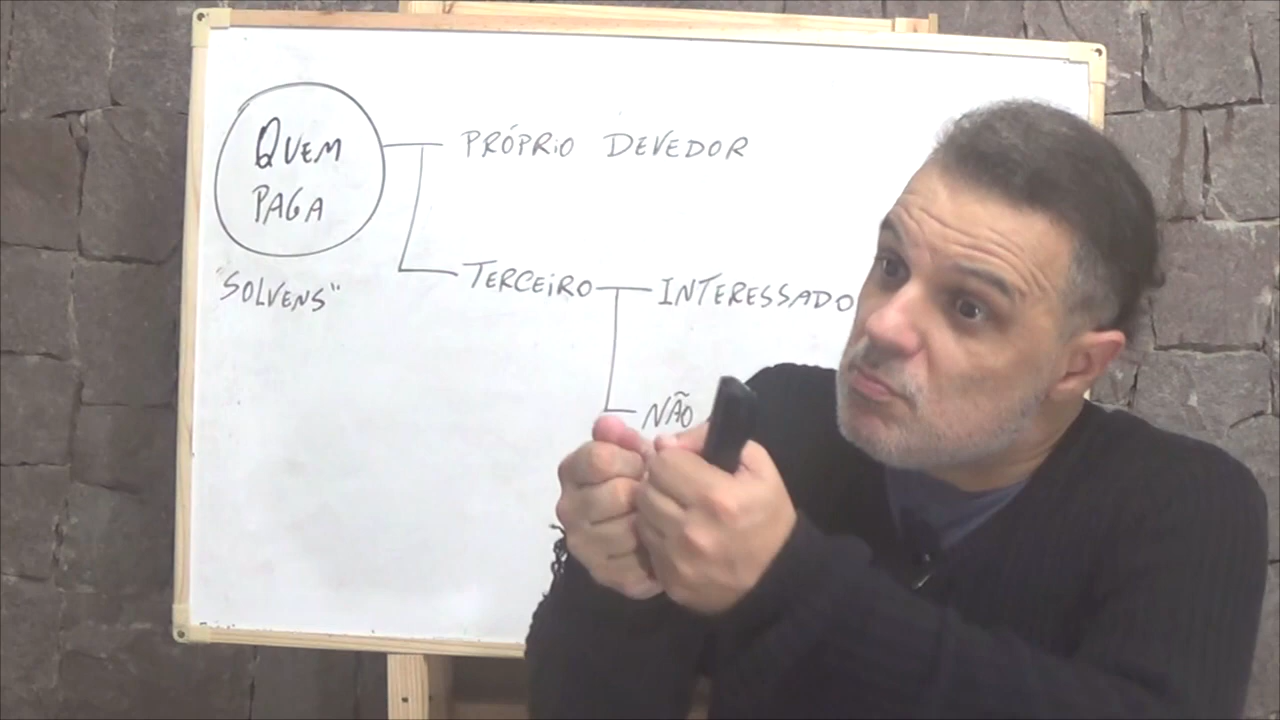 QUEM
PAGA
"SOLVENS"
PRÓPRIO DEVEDOR
TERCEIRO
INTERESSADO
NÃO